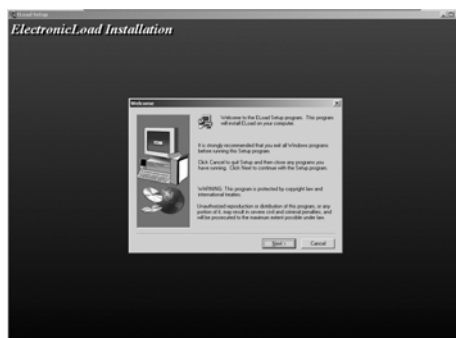 ELoad Setup
ElectronicLoad Installation
Welcome
Welcome to the ELoad Setup program. This program
will install ELoad on your computer.
It is strongly recommended that you exit all Windows programs
before running this Setup program.
Click Cancel to quit Setup and then close any programs you
have running. Click Next to continue with the Setup program.
WARNING: This program is protected by copyright law and
international treaties.
Unauthorized reproduction or distribution of this program, or any
portion of it, may result in severe civil and criminal penalties, and
will be prosecuted to the maximum extent possible under law.
Next >
Cancel